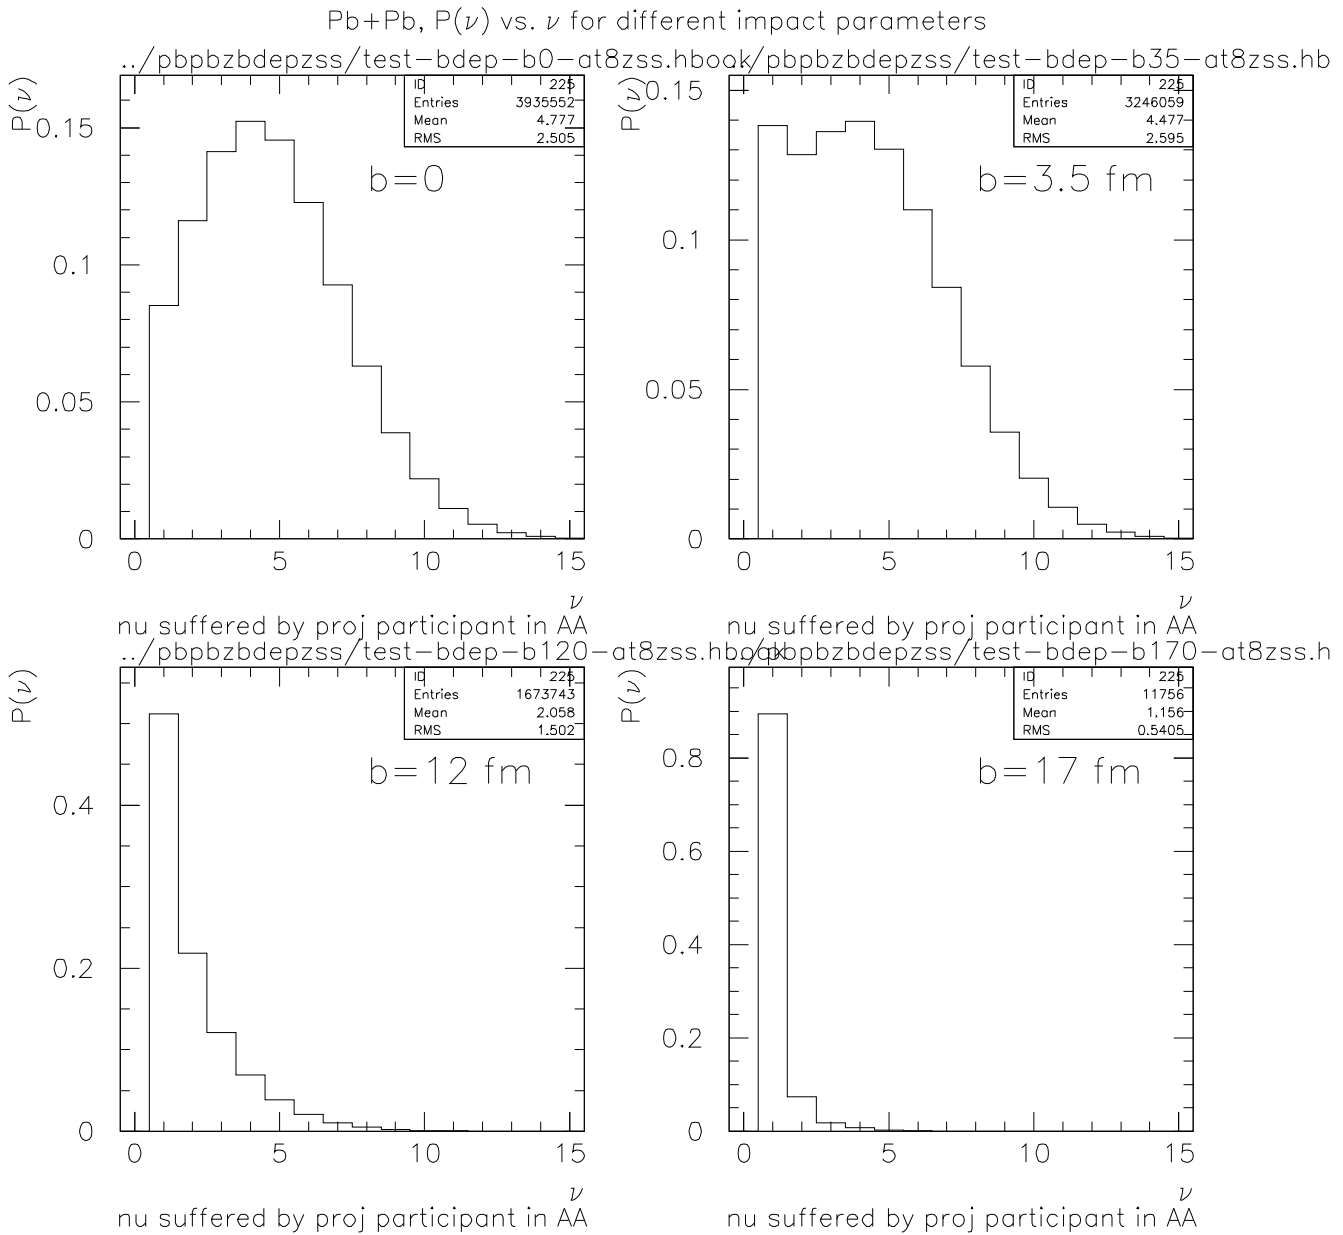 Pb+Pb, P(ν) vs. ν for different impact parameters
../pbpbzbdepzss/test-bdep-b0-at8zss.hbook
P(ν)
ID 225
Entries 3935552
Mean 4.777
RMS 2.505
b=0
0.15
0.1
0.05
0
0 5 10 15
ν
nu suffered by proj participant in AA
../pbpbzbdepzss/test-bdep-b35-at8zss.hb
P(ν)
ID 225
Entries 3246059
Mean 4.477
RMS 2.595
b=3.5 fm
0.15
0.1
0.05
0
0 5 10 15
ν
nu suffered by proj participant in AA
../pbpbzbdepzss/test-bdep-b120-at8zss.hbook
P(ν)
ID 225
Entries 1673743
Mean 2.058
RMS 1.502
b=12 fm
0.4
0.2
0
0 5 10 15
ν
nu suffered by proj participant in AA
../pbpbzbdepzss/test-bdep-b170-at8zss.h
P(ν)
ID 225
Entries 11756
Mean 1.156
RMS 0.5405
b=17 fm
0.8
0.6
0.4
0.2
0
0 5 10 15
ν
nu suffered by proj participant in AA